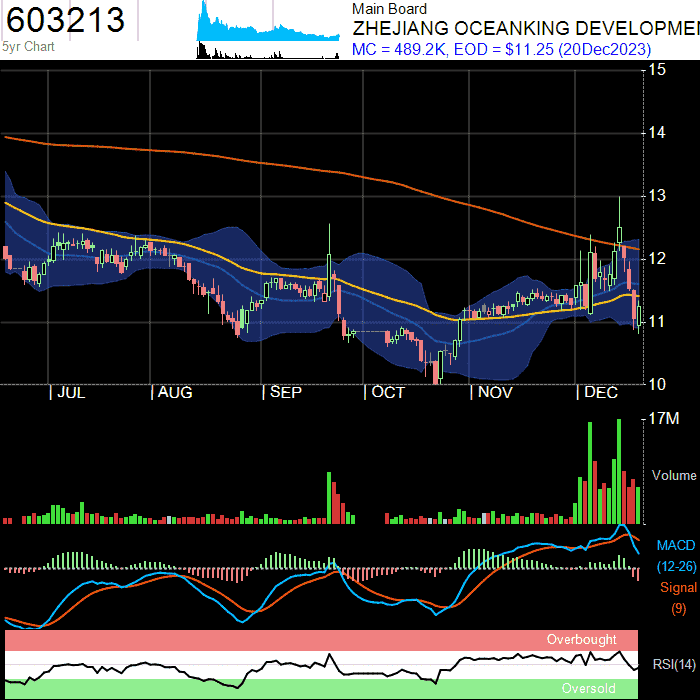 603213
5yr Chart
Main Board
ZHEJIANG OCEANKING DEVELOPME
MC = 489.2K, EOD = $11.25 (20Dec2023)
15
14
13
12
11
10
JUL AUG SEP OCT NOV DEC
17M
Volume
MACD
(12-26)
Signal
(9)
Overbought
RSI(14)
Oversold